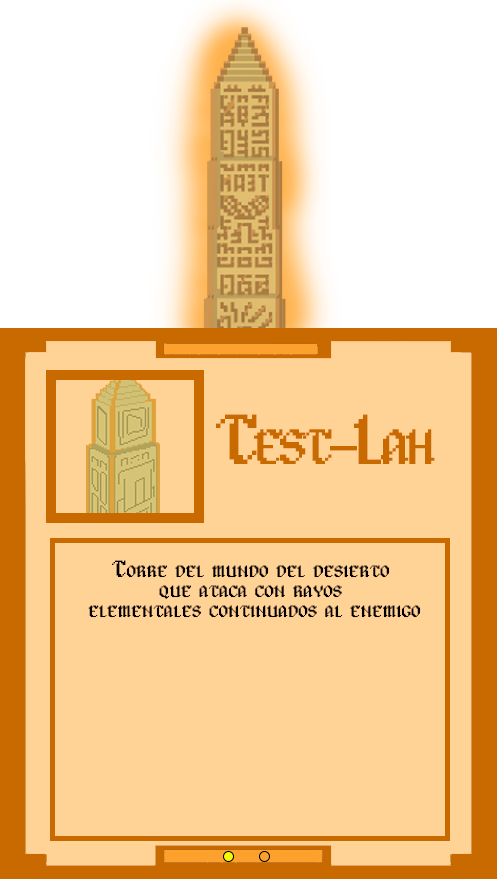 Test-Lah
Torre del mundo del desierto
que ataca con rayos
elementales continuados al enemigo